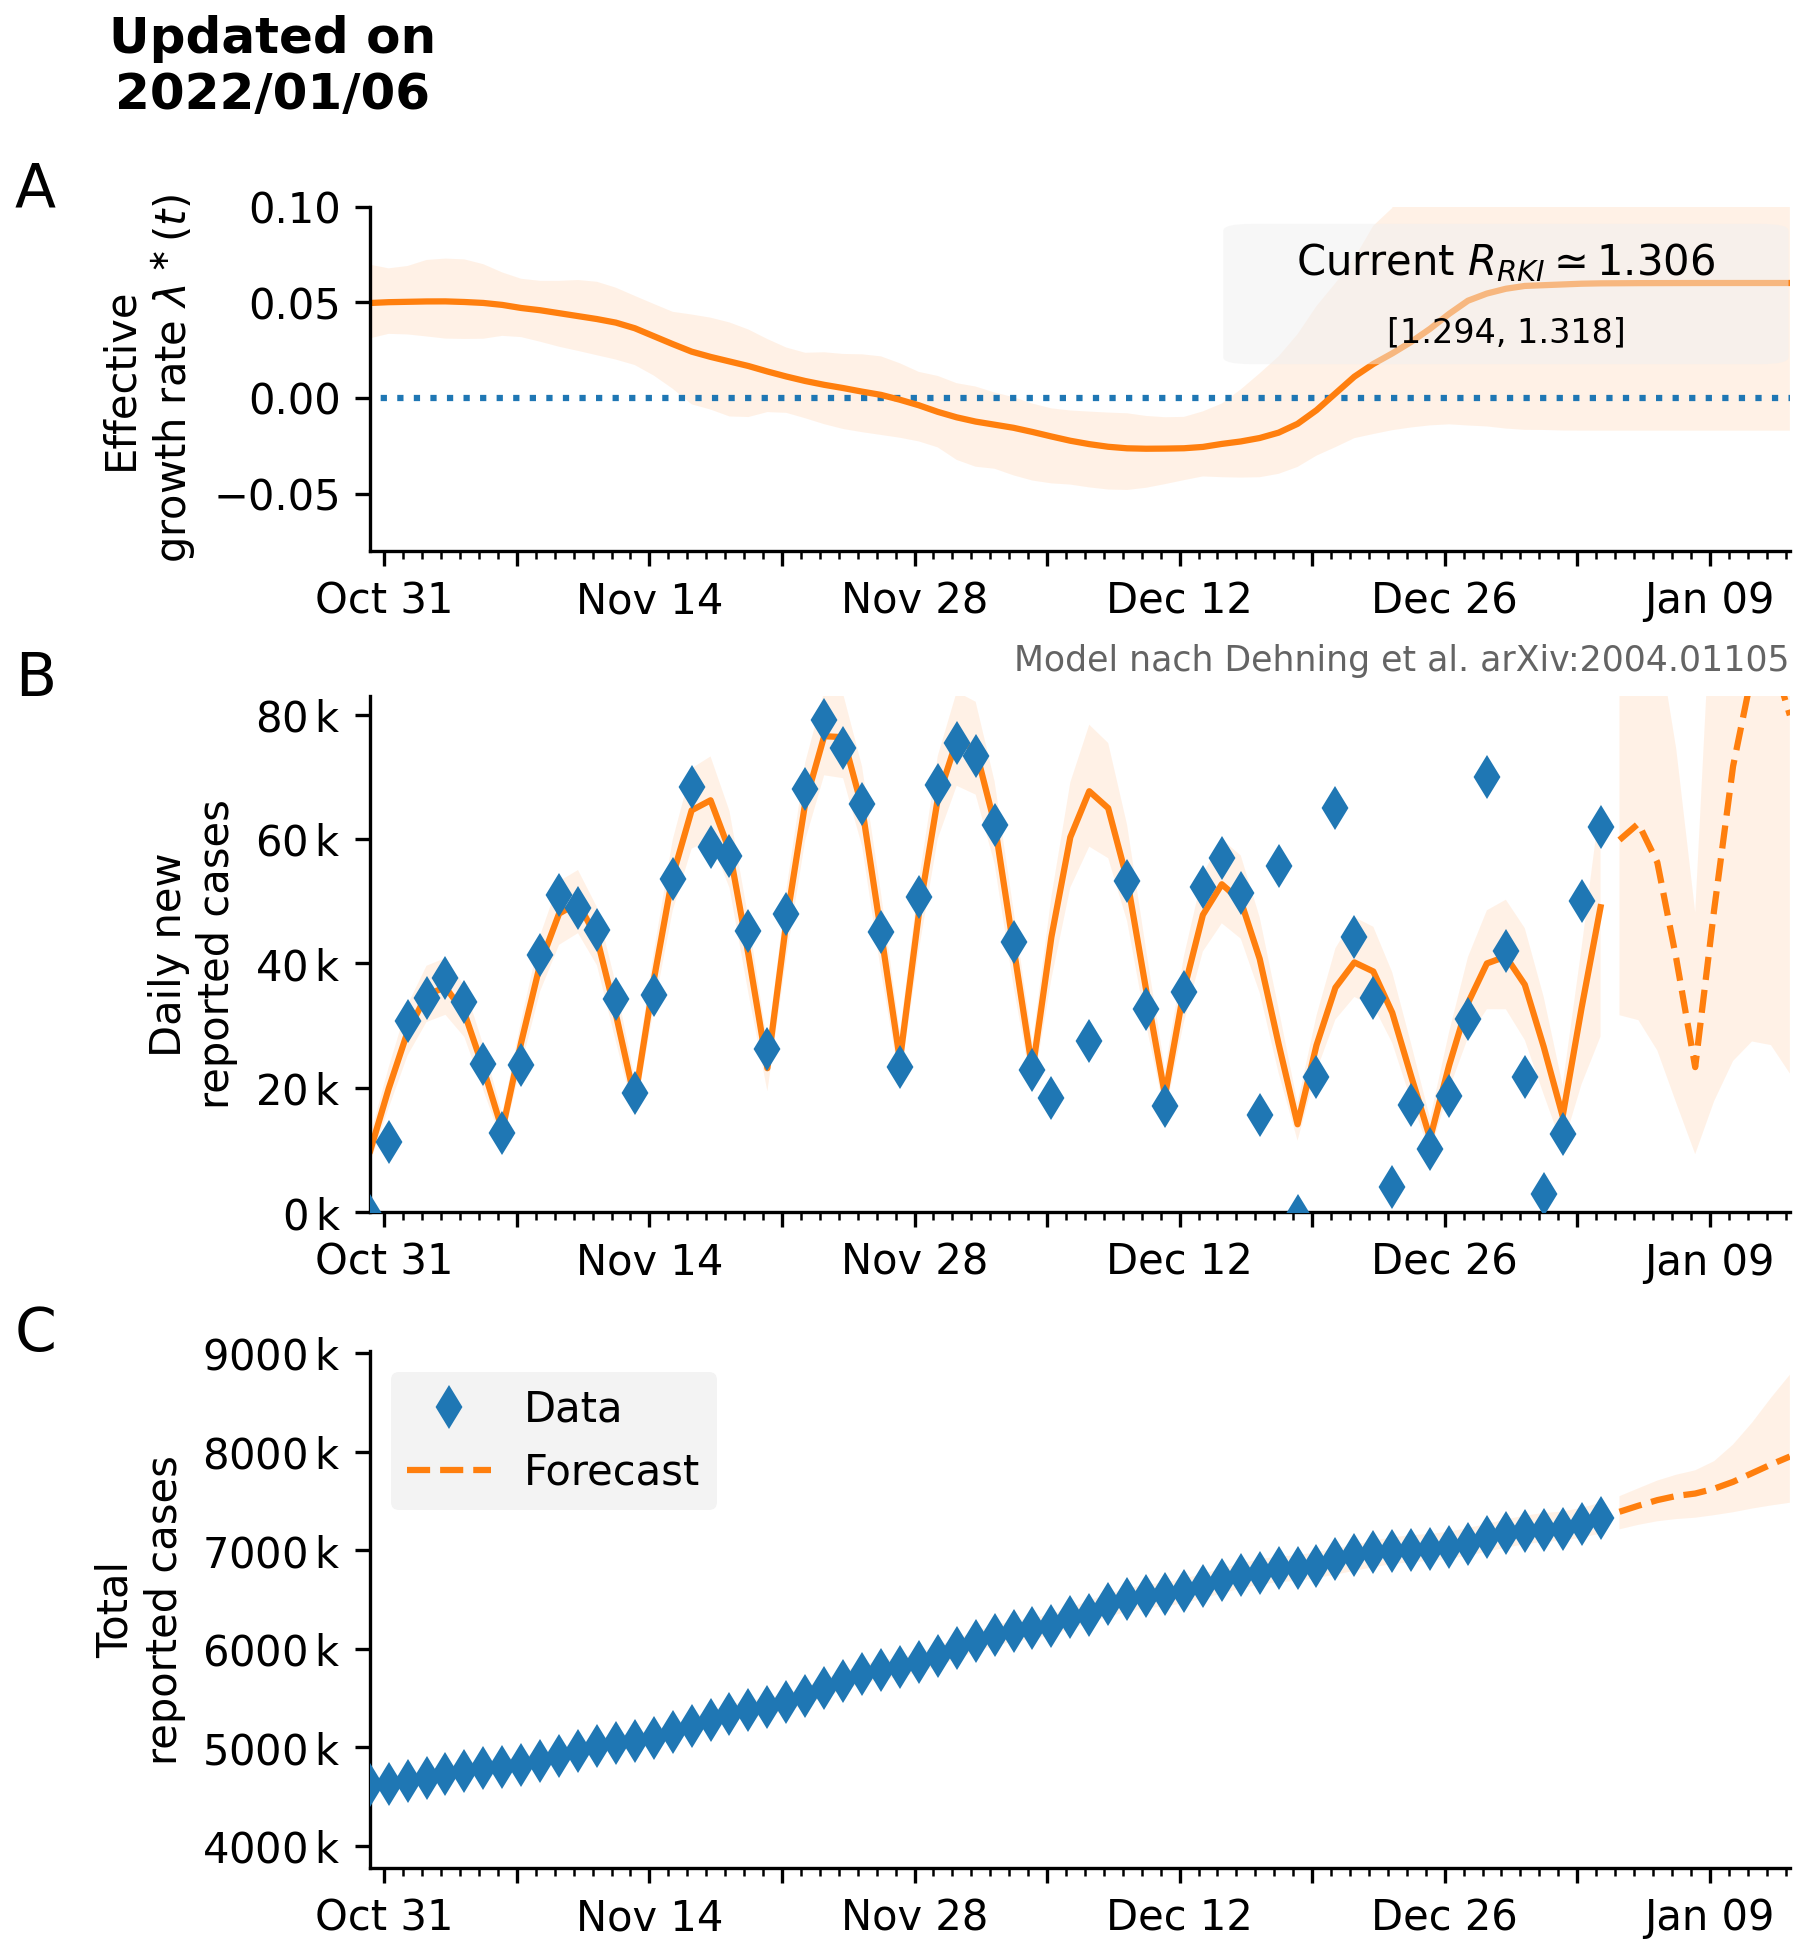 Updated on
2022/01/06
A
Effective
growth rate λ * (t)
0.10
0.05
0.00
−0.05
Current R_RKI ≃ 1.306
[1.294, 1.318]
Oct 31 Nov 14 Nov 28 Dec 12 Dec 26 Jan 09
Model nach Dehning et al. arXiv:2004.01105
B
Daily new
reported cases
80 k
60 k
40 k
20 k
0 k
Oct 31 Nov 14 Nov 28 Dec 12 Dec 26 Jan 09
C
Total
reported cases
9000 k
8000 k
7000 k
6000 k
5000 k
4000 k
Data
Forecast
Oct 31 Nov 14 Nov 28 Dec 12 Dec 26 Jan 09